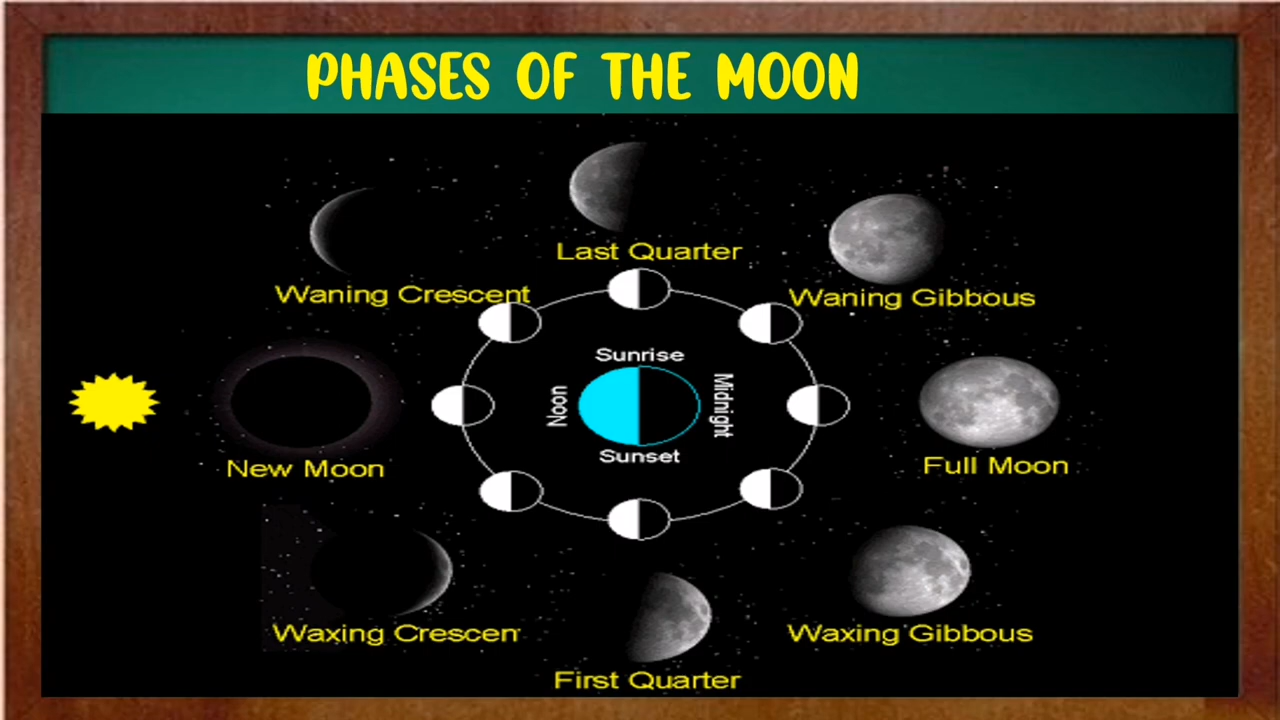 PHASES OF THE MOON
Last Quarter
Waning Crescent
Waning Gibbous
Sunrise
Noon
Midnight
Sunset
New Moon
Full Moon
Waxing Crescen
Waxing Gibbous
First Quarter